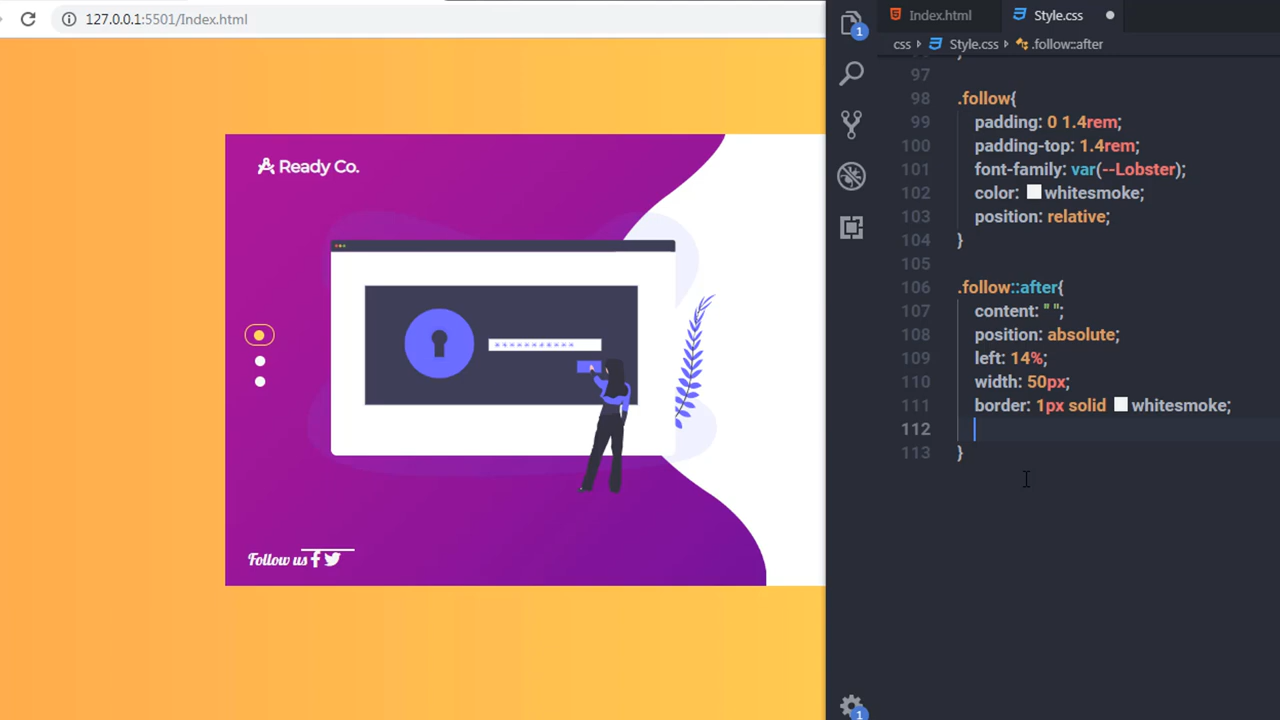 127.0.0.1:5501/Index.html
Ready Co.
* * * * * * * * * *
Follow us
1
Index.html
Style.css
css Style.css .follow::after
97
98 .follow{
99 padding: 0 1.4rem;
100 padding-top: 1.4rem;
101 font-family: var(--Lobster);
102 color: whitesmoke;
103 position: relative;
104 }
105
106 .follow::after{
107 content: " ";
108 position: absolute;
109 left: 14%;
110 width: 50px;
111 border: 1px solid whitesmoke;
112
113 }
1